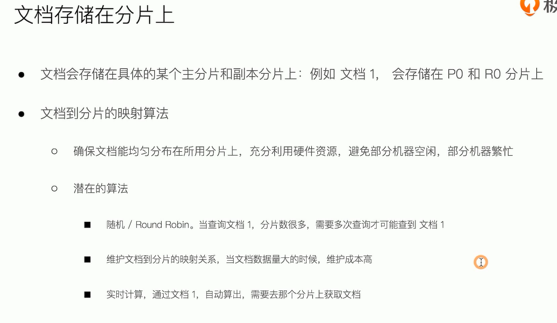 文档存储在分片上
文档会存储在具体的某个主分片和副本分片上：例如 文档 1， 会存储在 P0 和 R0 分片上
文档到分片的映射算法
确保文档能均匀分布在所用分片上，充分利用硬件资源，避免部分机器空闲，部分机器繁忙
潜在的算法
随机 / Round Robin。当查询文档 1，分片数很多，需要多次查询才可能查到 文档 1
维护文档到分片的映射关系，当文档数据量大的时候，维护成本高
实时计算，通过文档 1，自动算出，需要去那个分片上获取文档